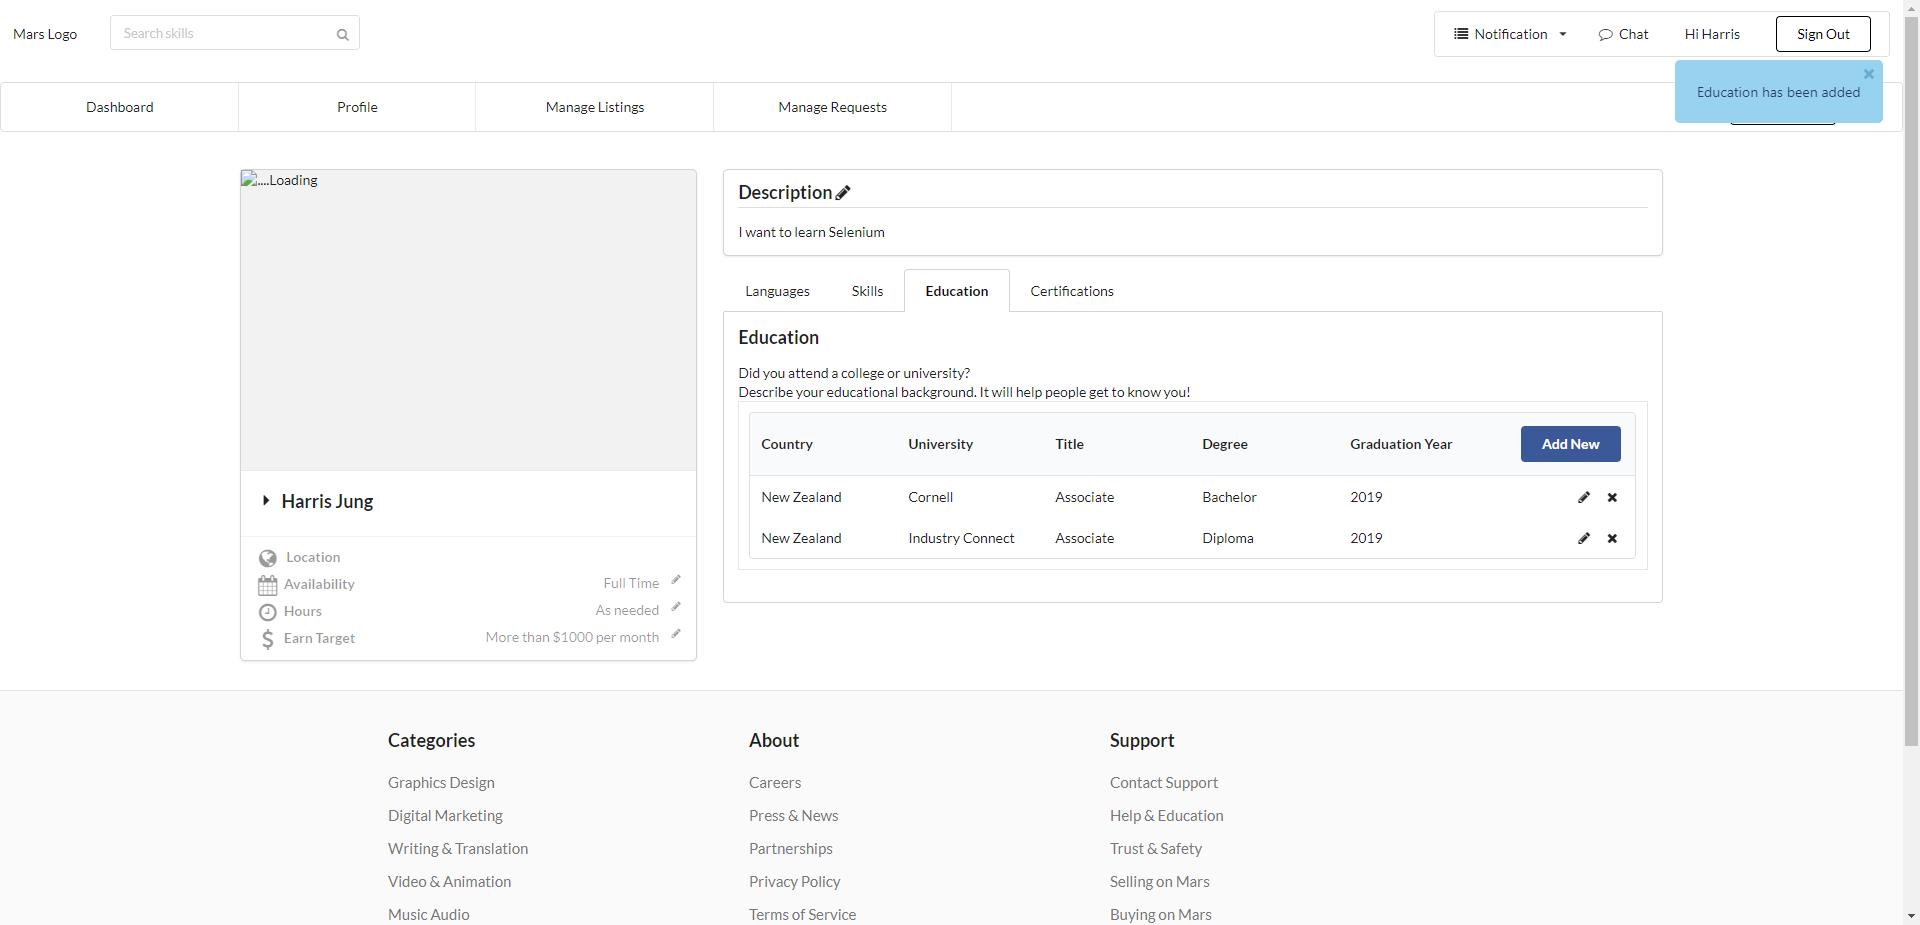 Mars Logo
Search skills
Notification
Chat
Hi Harris
Sign Out
Education has been added
Dashboard
Profile
Manage Listings
Manage Requests
....Loading
Harris Jung
Location
Availability
Full Time
Hours
As needed
Earn Target
More than $1000 per month
Description
I want to learn Selenium
Languages
Skills
Education
Certifications
Education
Did you attend a college or university?
Describe your educational background. It will help people get to know you!
Country University Title Degree Graduation Year Add New
New Zealand Cornell Associate Bachelor 2019
New Zealand Industry Connect Associate Diploma 2019
Categories
Graphics Design
Digital Marketing
Writing & Translation
Video & Animation
Music Audio
About
Careers
Press & News
Partnerships
Privacy Policy
Terms of Service
Support
Contact Support
Help & Education
Trust & Safety
Selling on Mars
Buying on Mars